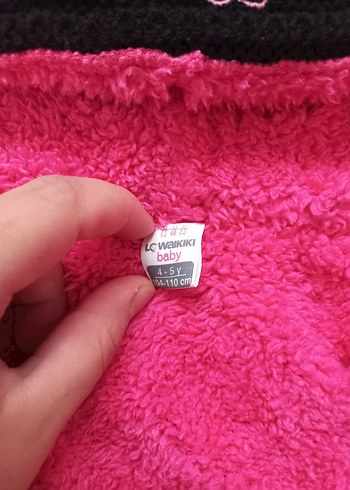 LC WAIKIKI
baby
4 - 5 y
104-110 cm